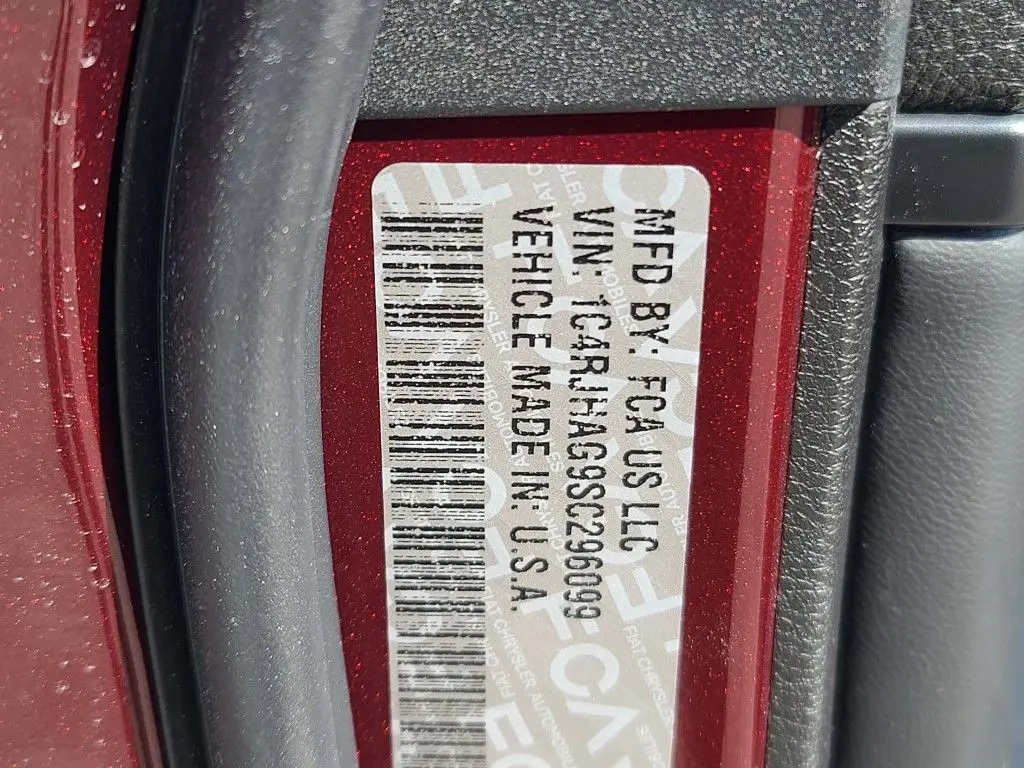 MFD BY: FCA US LLC
VIN: 1C4RJHAG9SC296099
VEHICLE MADE IN: U.S.A.